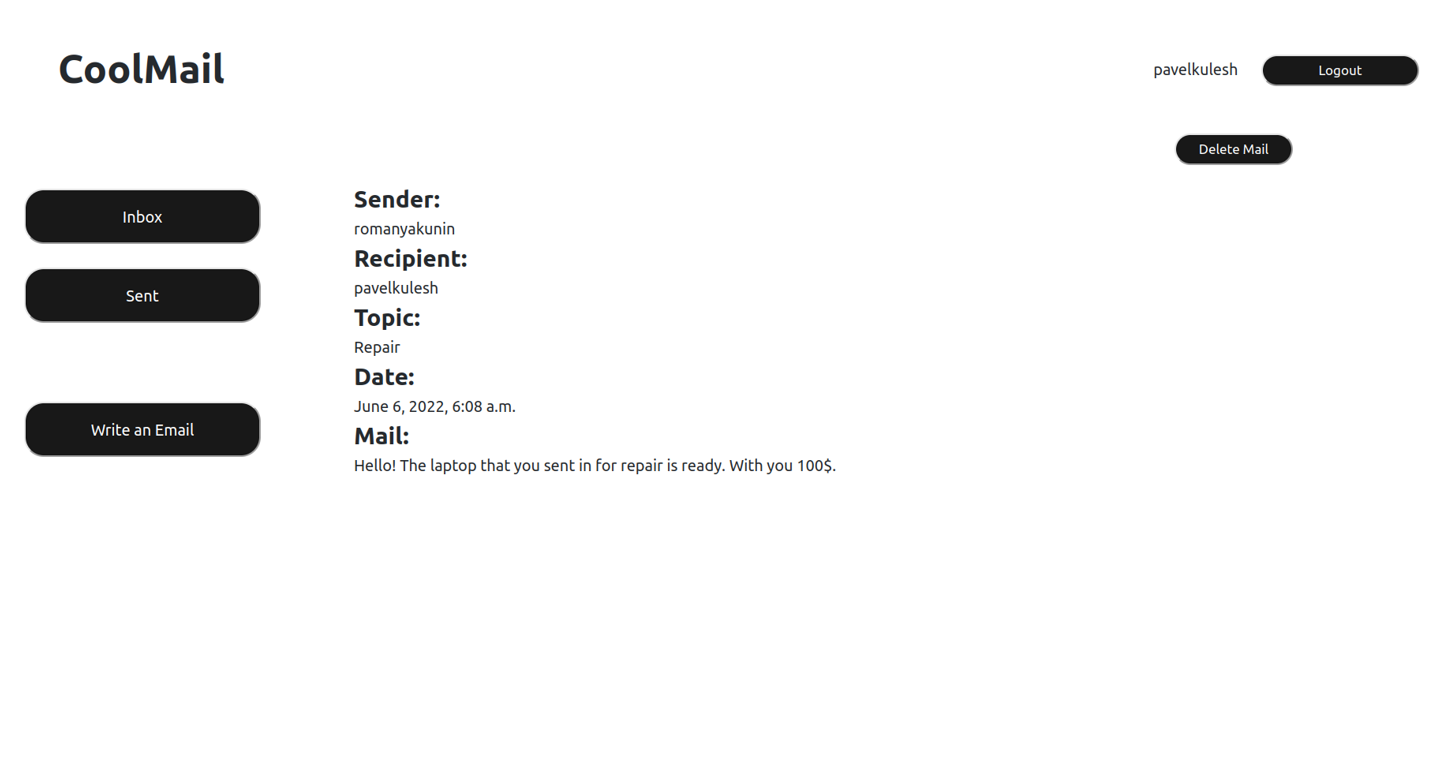 CoolMail
pavelkulesh
Logout
Delete Mail
Inbox
Sent
Write an Email
Sender:
romanyakunin
Recipient:
pavelkulesh
Topic:
Repair
Date:
June 6, 2022, 6:08 a.m.
Mail:
Hello! The laptop that you sent in for repair is ready. With you 100$.